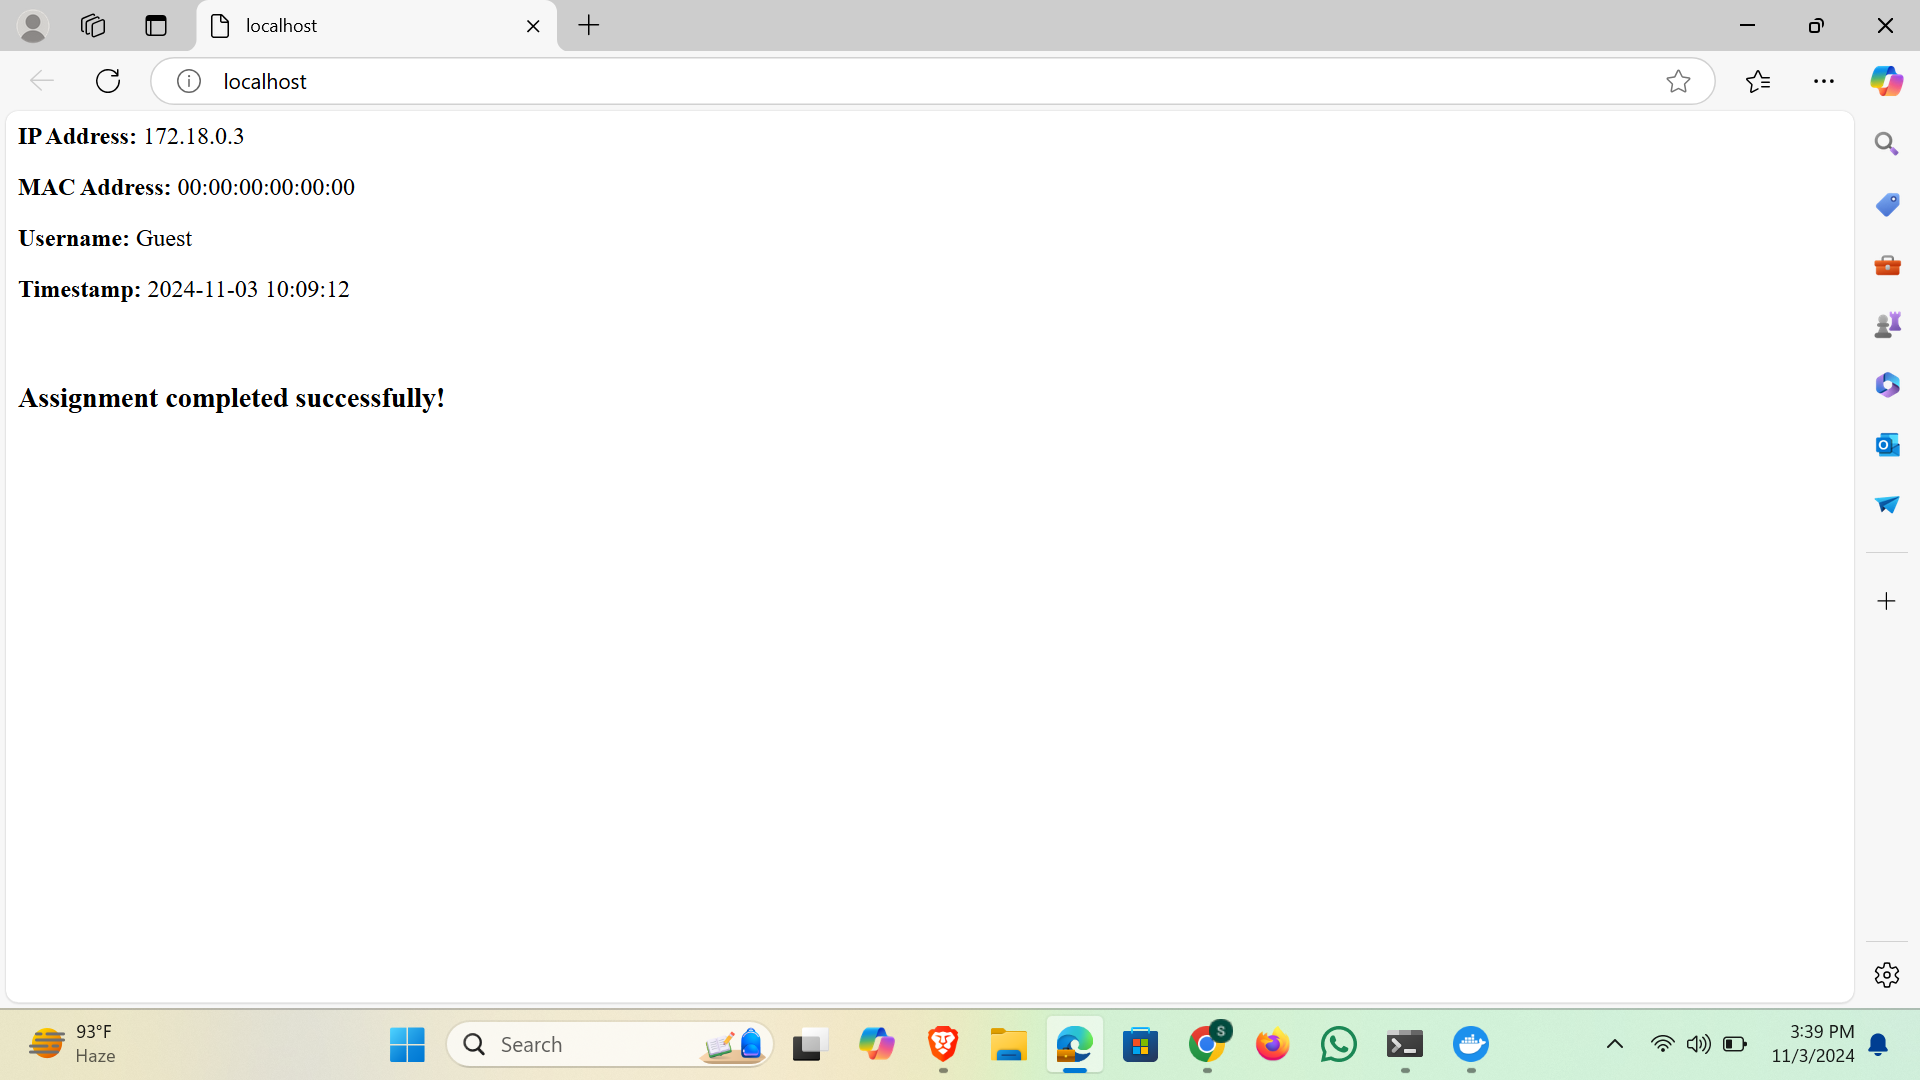 localhost
localhost
IP Address: 172.18.0.3
MAC Address: 00:00:00:00:00:00
Username: Guest
Timestamp: 2024-11-03 10:09:12
Assignment completed successfully!
93°F
Haze
Search
S
3:39 PM
11/3/2024